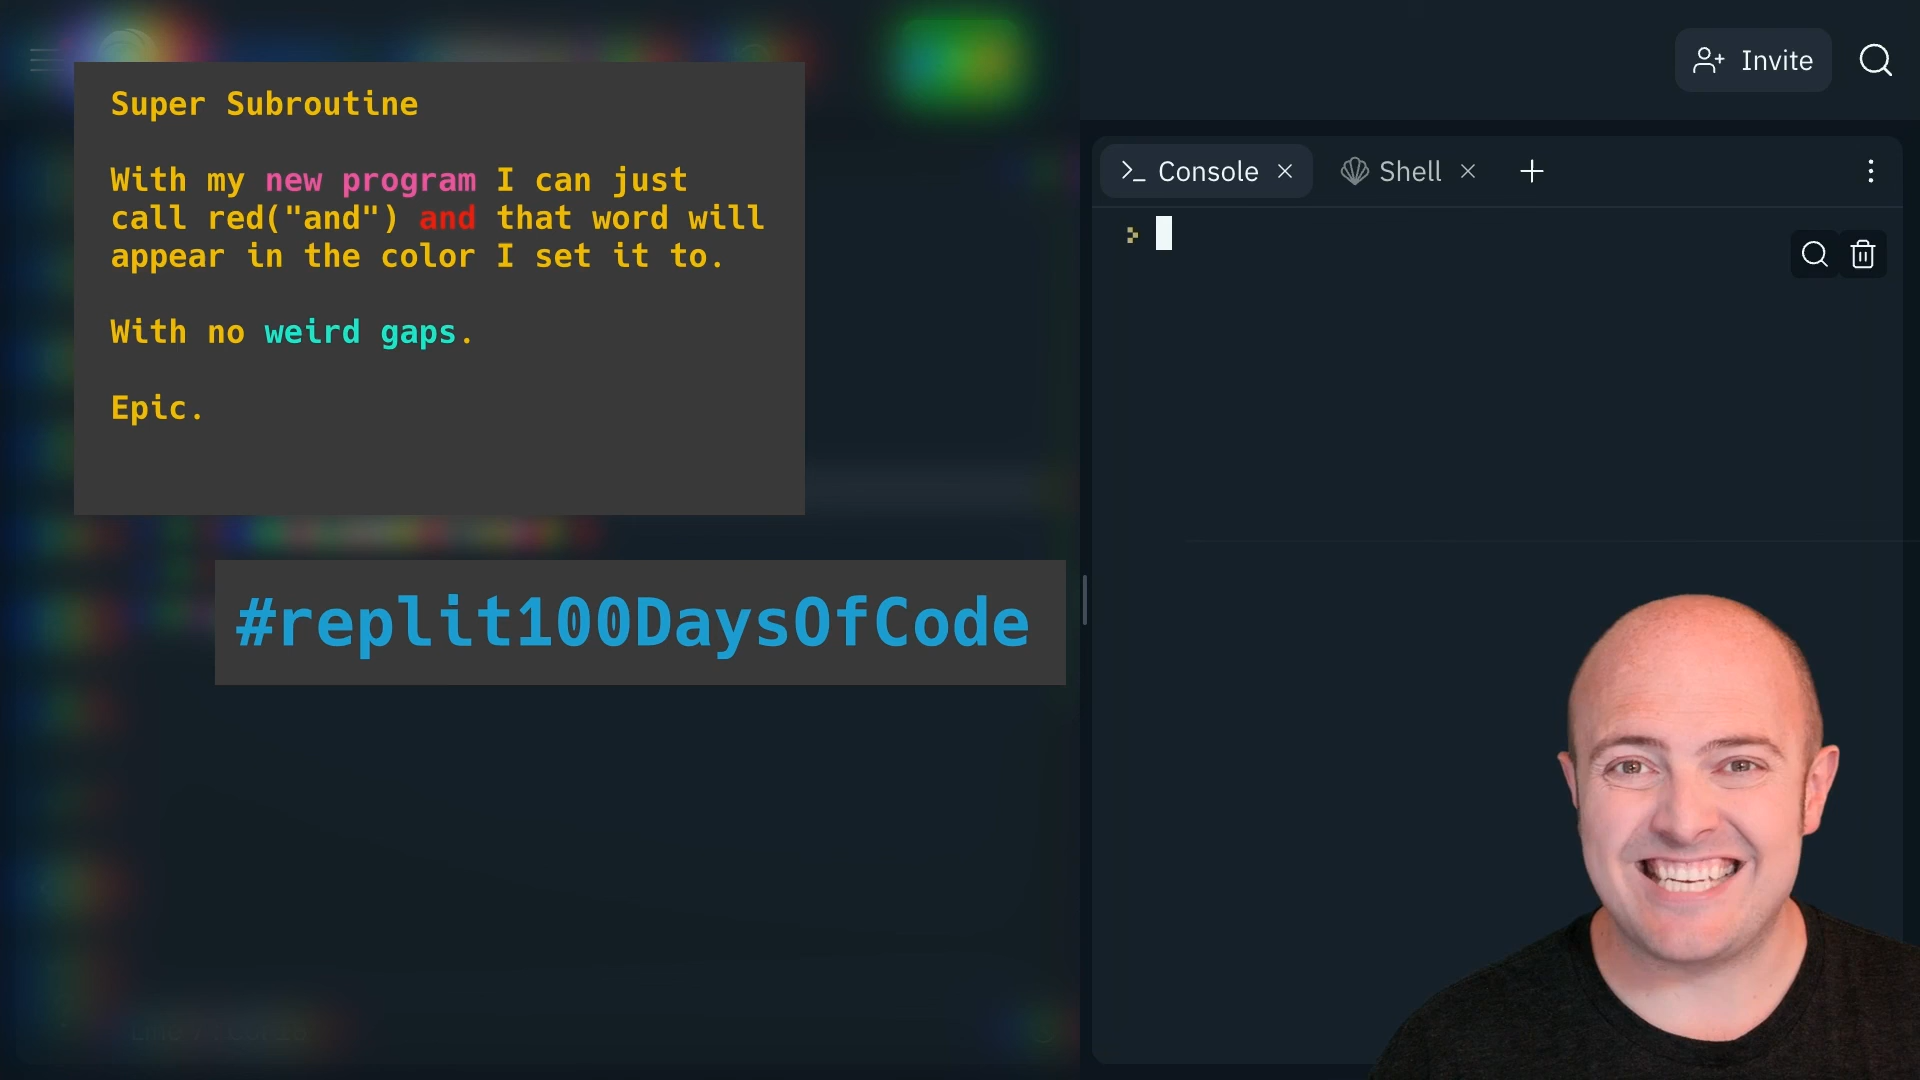 Super Subroutine
With my new program I can just
call red("and") and that word will
appear in the color I set it to.
With no weird gaps.
Epic.
#replit100DaysOfCode
Invite
Console
Shell